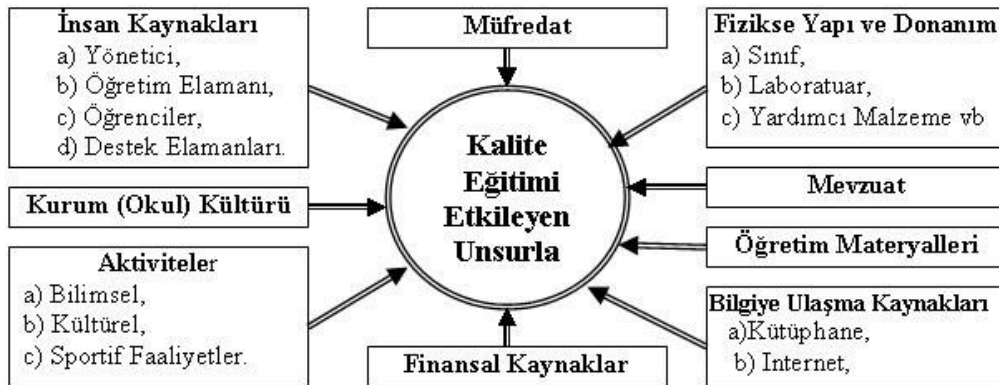 İnsan Kaynakları
a) Yönetici,
b) Öğretim Elamanı,
c) Öğrenciler,
d) Destek Elamanları.
Müfredat
Fizikse Yapı ve Donanım
a) Sınıf,
b) Laboratuar,
c) Yardımcı Malzeme vb
Kalite
Eğitimi
Etkileyen
Unsurla
Kurum (Okul) Kültürü
Mevzuat
Öğretim Materyalleri
Aktiviteler
a) Bilimsel,
b) Kültürel,
c) Sportif Faaliyetler.
Finansal Kaynaklar
Bilgiye Ulaşma Kaynakları
a)Kütüphane,
b) Internet,